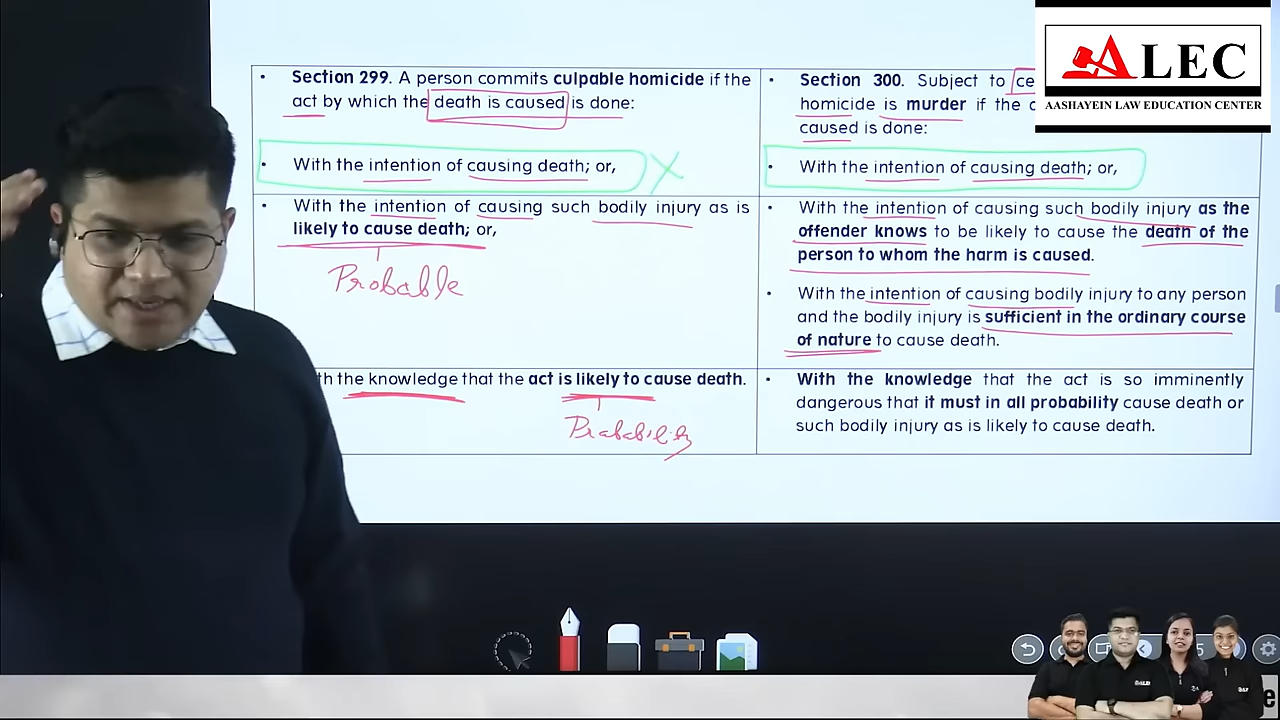 • Section 299. A person commits culpable homicide if the
act by which the death is caused is done:
• With the intention of causing death; or,
• With the intention of causing such bodily injury as is
likely to cause death; or,
Probable
the knowledge that the act is likely to cause death.
Probability
• Section 300. Subject to
homicide is murder if the
caused is done:
• With the intention of causing death; or,
• With the intention of causing such bodily injury as the
offender knows to be likely to cause the death of the
person to whom the harm is caused.
• With the intention of causing bodily injury to any person
and the bodily injury is sufficient in the ordinary course
of nature to cause death.
• With the knowledge that the act is so imminently
dangerous that it must in all probability cause death or
such bodily injury as is likely to cause death.
ALEC
AASHAYEIN LAW EDUCATION CENTER